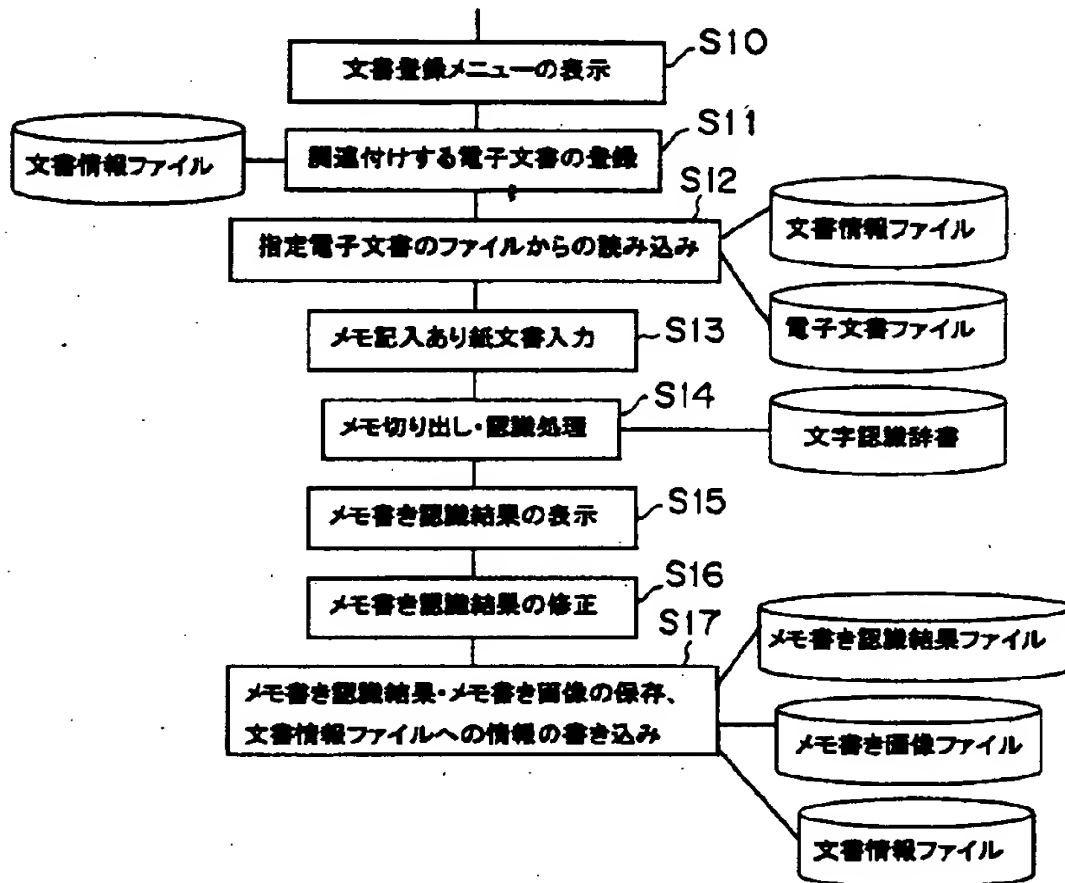 S10
文書登録メニューの表示
S11
文書情報ファイル
関連付けする電子文書の登録
S12
指定電子文書のファイルからの読み込み
文書情報ファイル
電子文書ファイル
S13
メモ記入あり紙文書入力
S14
メモ切り出し・認識処理
文字認識辞書
S15
メモ書き認識結果の表示
S16
メモ書き認識結果の修正
S17
メモ書き認識結果・メモ書き画像の保存、
文書情報ファイルへの情報の書き込み
メモ書き認識結果ファイル
メモ書き画像ファイル
文書情報ファイル